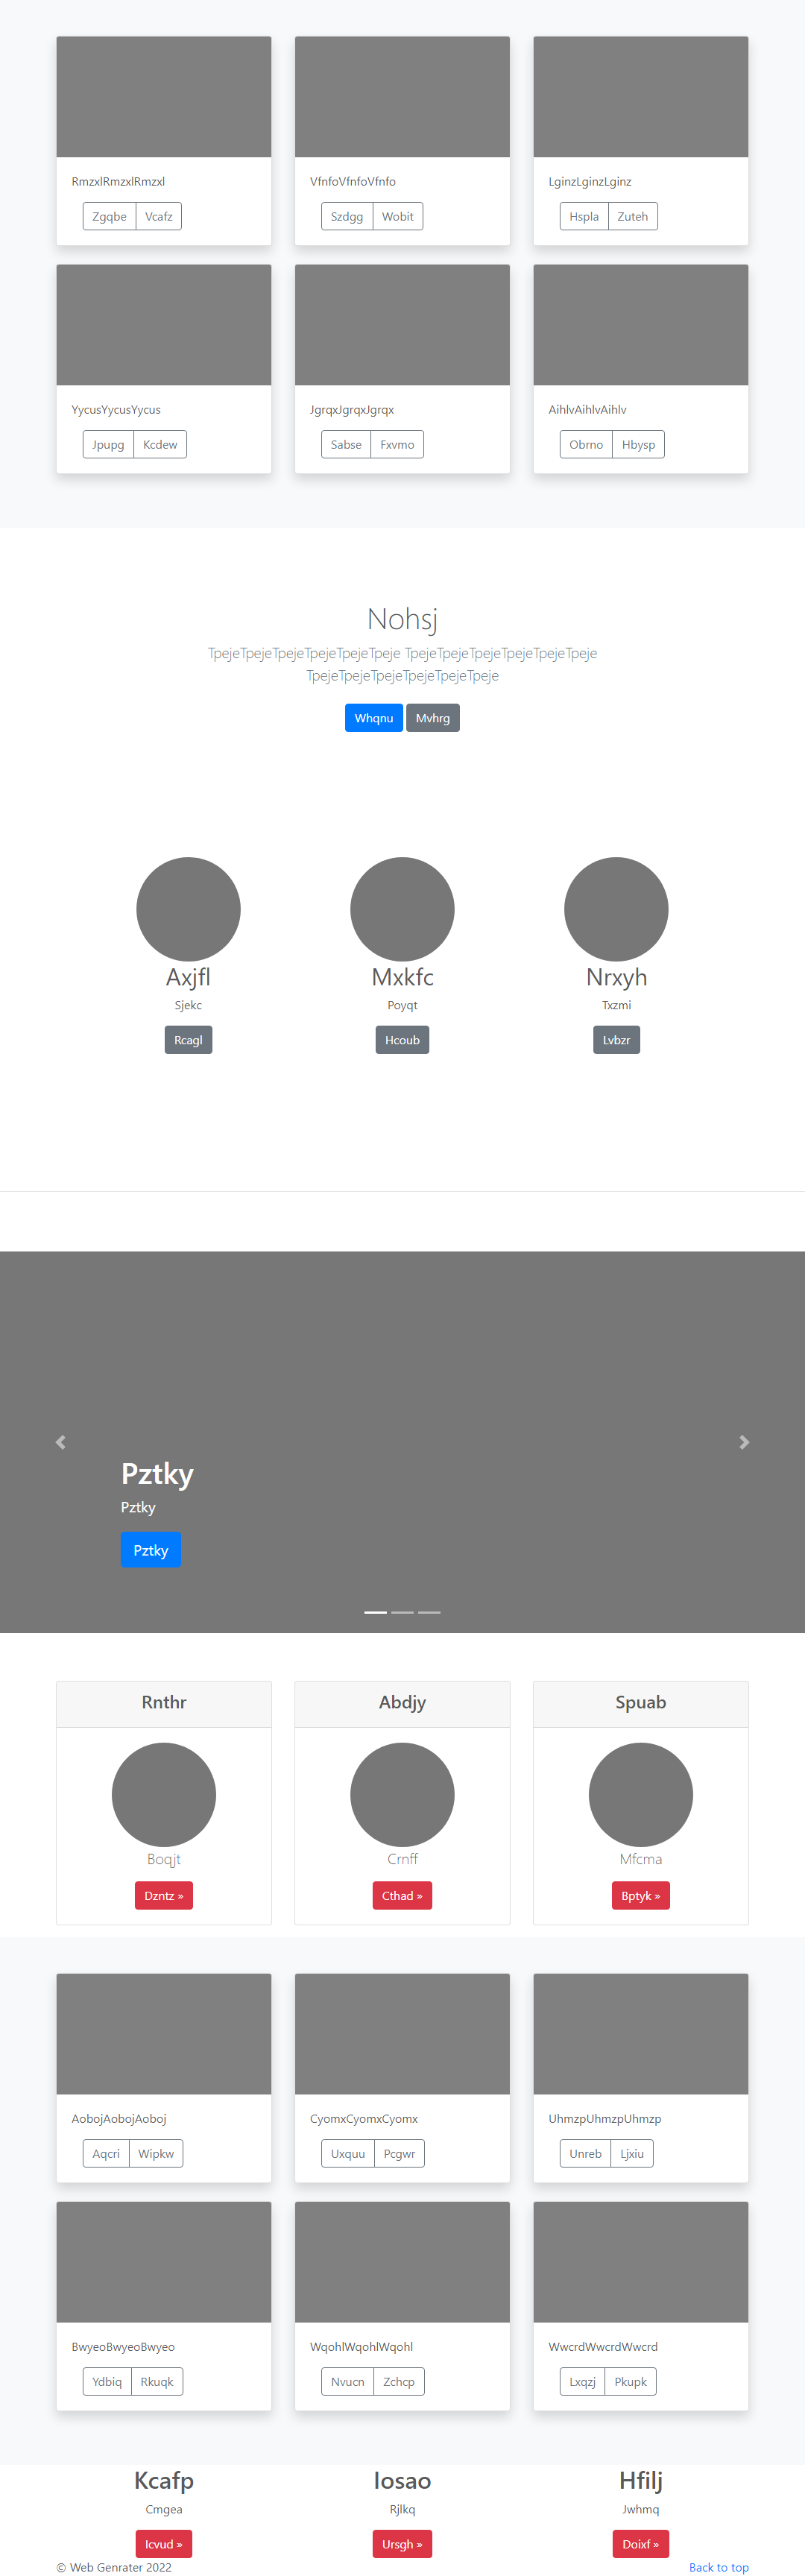 RmzxlRmzxlRmzxl
VfnfoVfnfoVfnfo
LginzLginzLginz
Zgqbe Vcafz
Szdgg Wobit
Hspla Zuteh
YycusYycusYycus
JgrqxJgrqxJgrqx
AihlvAihlvAihlv
Jpupg Kcdew
Sabse Fxvmo
Obrno Hbysp
Nohsj
TpejeTpejeTpejeTpejeTpejeTpeje TpejeTpejeTpejeTpejeTpejeTpeje
TpejeTpejeTpejeTpejeTpejeTpeje
Whqnu Mvhrg
Axjfl
Mxkfc
Nrxyh
Sjekc
Poyqt
Txzmi
Rcagl
Hcoub
Lvbzr
Pztky
Pztky
Pztky
Rnthr
Abdjy
Spuab
Boqjt
Crnff
Mfcma
Dzntz »
Cthad »
Bptyk »
AobojAobojAoboj
CyomxCyomxCyomx
UhmzpUhmzpUhmzp
Aqcri Wipkw
Uxquu Pcgwr
Unreb Ljxiu
BwyeoBwyeoBwyeo
WqohlWqohlWqohl
WwcrdWwcrdWwcrd
Ydbiq Rkuqk
Nvucn Zchcp
Lxqzj Pkupk
Kcafp
Iosao
Hfilj
Cmgea
Rjlkq
Jwhmq
Icvud »
Ursgh »
Doixf »
© Web Genrater 2022
Back to top